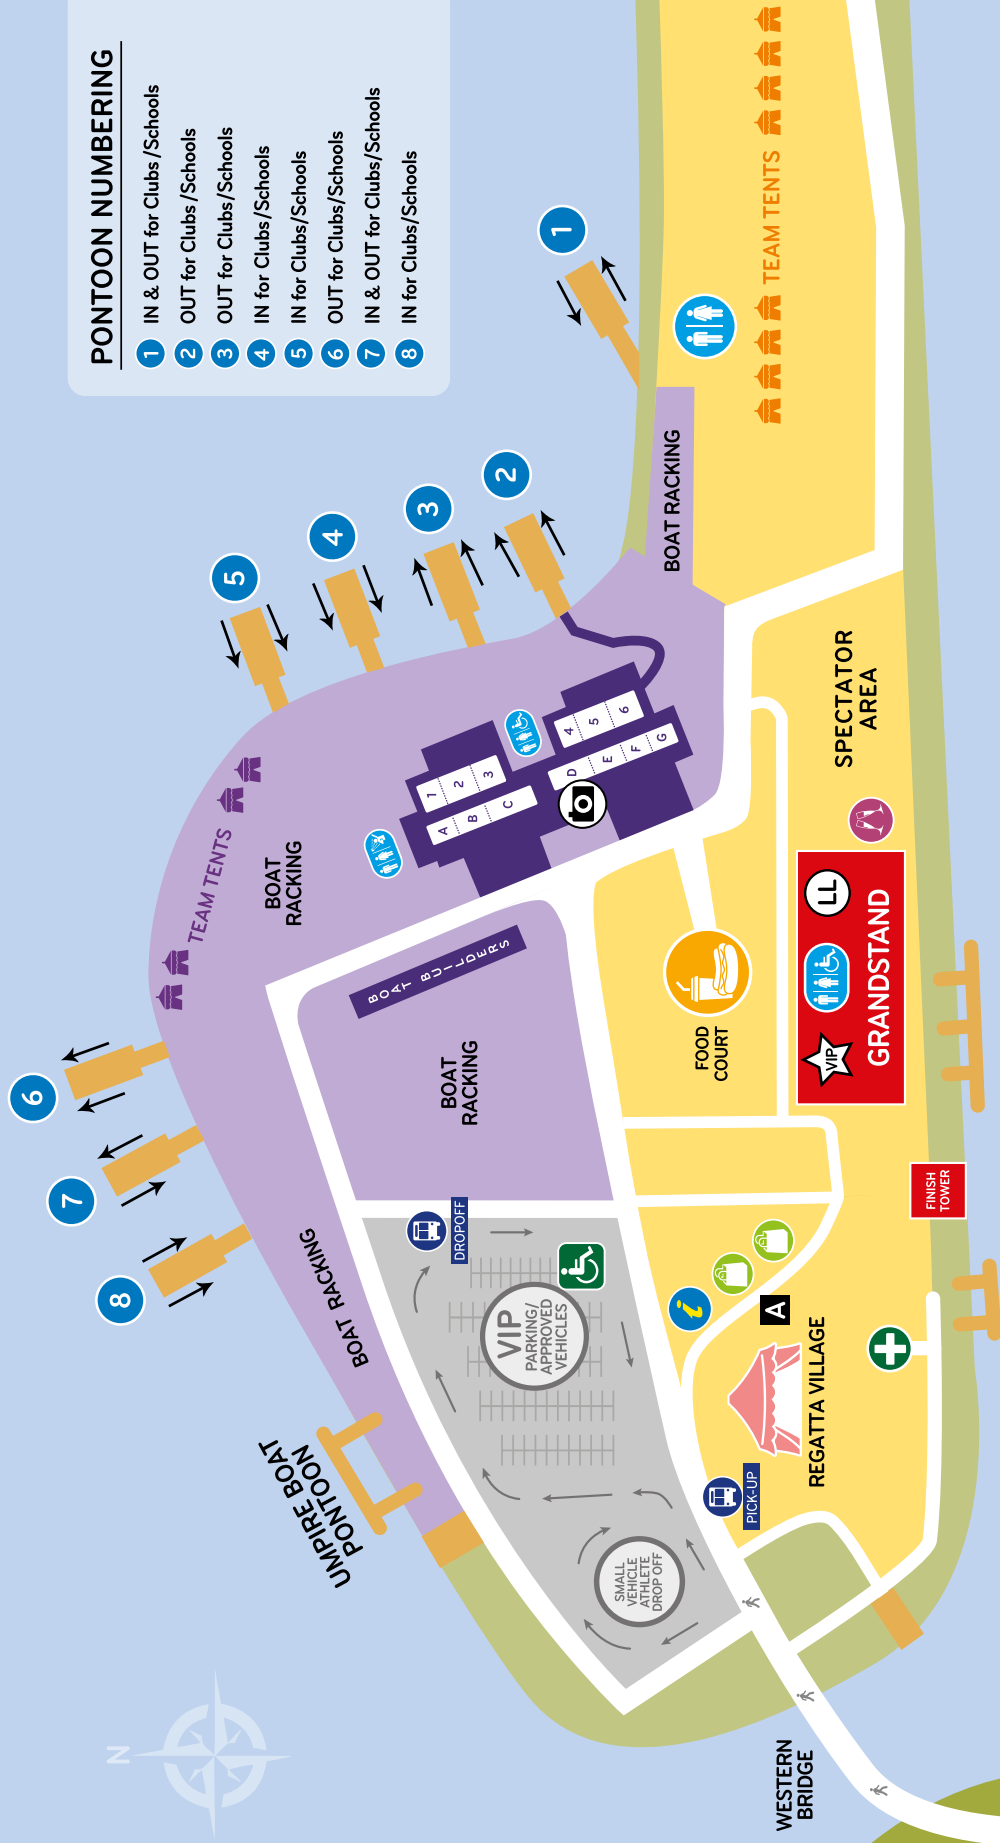 PONTOON NUMBERING
1 IN & OUT for Clubs/Schools
2 OUT for Clubs/Schools
3 OUT for Clubs/Schools
4 IN for Clubs/Schools
5 IN for Clubs/Schools
6 OUT for Clubs/Schools
7 IN & OUT for Clubs/Schools
8 IN for Clubs/Schools
N
8
7
6
5
4
3
2
1
UMPIRE BOAT
PONTOON
BOAT RACKING
TEAM TENTS
BOAT
RACKING
BOAT
RACKING
BOAT BUILDERS
BOAT RACKING
1
2
3
A
B
C
4
5
6
D
E
F
G
TEAM TENTS
DROPOFF
VIP
PARKING/
APPROVED
VEHICLES
SMALL
VEHICLE
ATHLETE
DROP OFF
PICK-UP
i
A
REGATTA VILLAGE
FOOD
COURT
VIP
LL
GRANDSTAND
SPECTATOR
AREA
FINISH
TOWER
WESTERN
BRIDGE